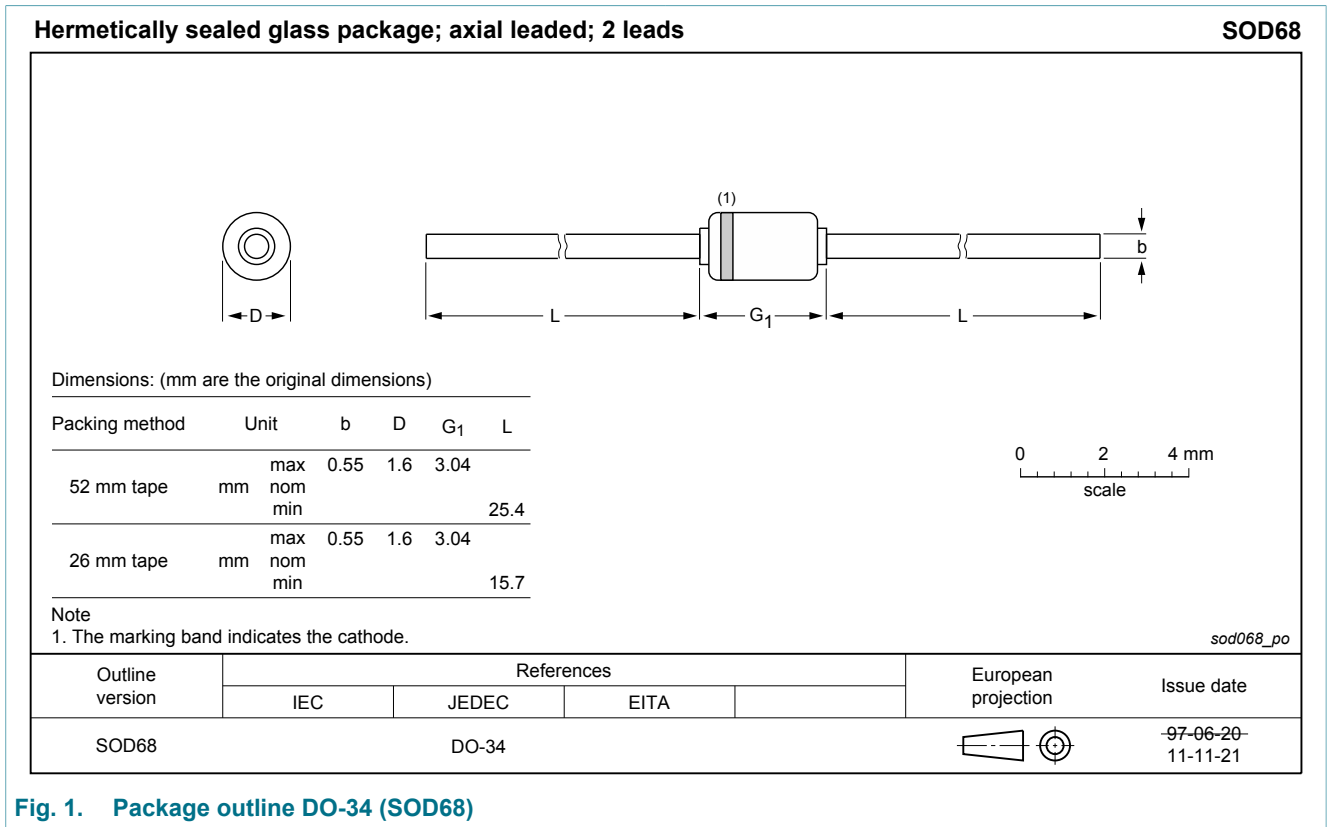 Hermetically sealed glass package; axial leaded; 2 leads SOD68
(1)
b
D L G1 L
Dimensions: (mm are the original dimensions)
Packing method Unit b D G1 L
52 mm tape mm max 0.55 1.6 3.04
nom
min 25.4
26 mm tape mm max 0.55 1.6 3.04
nom
min 15.7
0 2 4 mm
scale
Note
1. The marking band indicates the cathode.
sod068_po
Outline version References European projection Issue date
IEC JEDEC EITA
SOD68 DO-34 97-06-20
11-11-21
Fig. 1. Package outline DO-34 (SOD68)